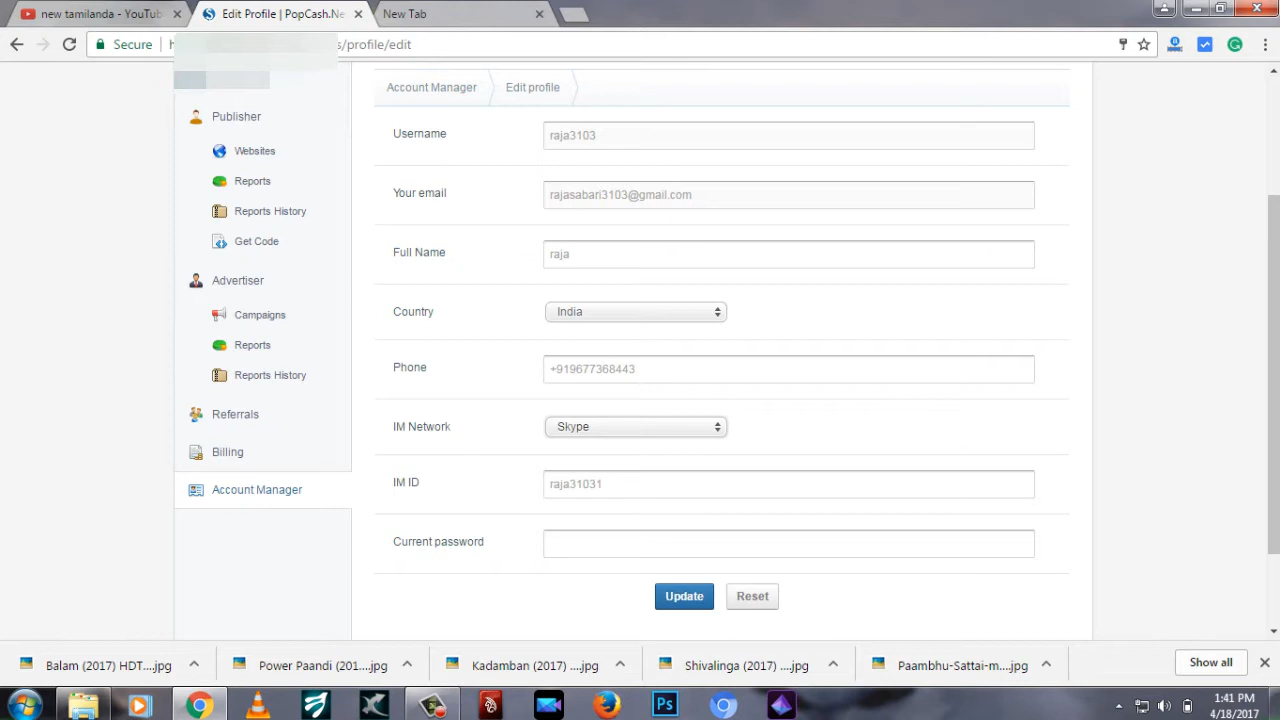 new tamilanda - YouTub
Edit Profile | PopCash.Ne
New Tab
Secure
h
s/profile/edit
Account Manager
Edit profile
Publisher
Websites
Reports
Reports History
Get Code
Advertiser
Campaigns
Reports
Reports History
Referrals
Billing
Account Manager
Username
raja3103
Your email
rajasabari3103@gmail.com
Full Name
raja
Country
India
Phone
+919677368443
IM Network
Skype
IM ID
raja31031
Current password
Update
Reset
Balam (2017) HDT....jpg
Power Paandi (201....jpg
Kadamban (2017) ....jpg
Shivalinga (2017) ....jpg
Paambhu-Sattai-m....jpg
Show all
Ps
1:41 PM
4/18/2017